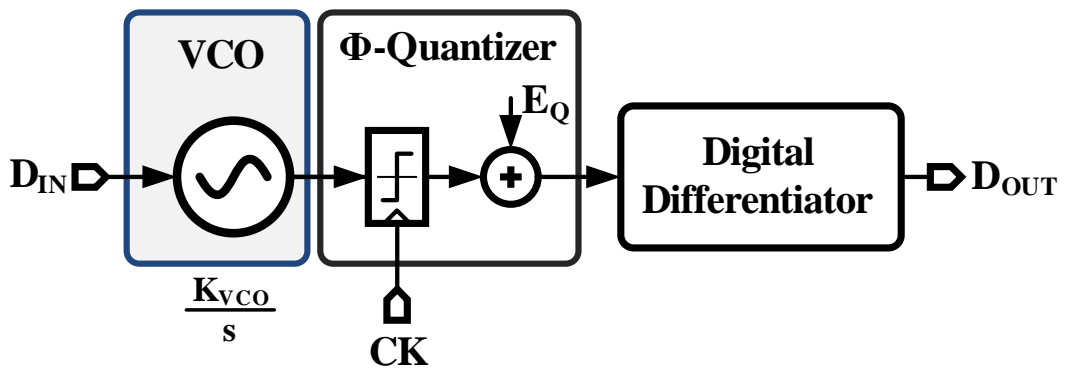 VCO
Φ-Quantizer
E_Q
D_IN
Digital
Differentiator
D_OUT
K_VCO
s
CK